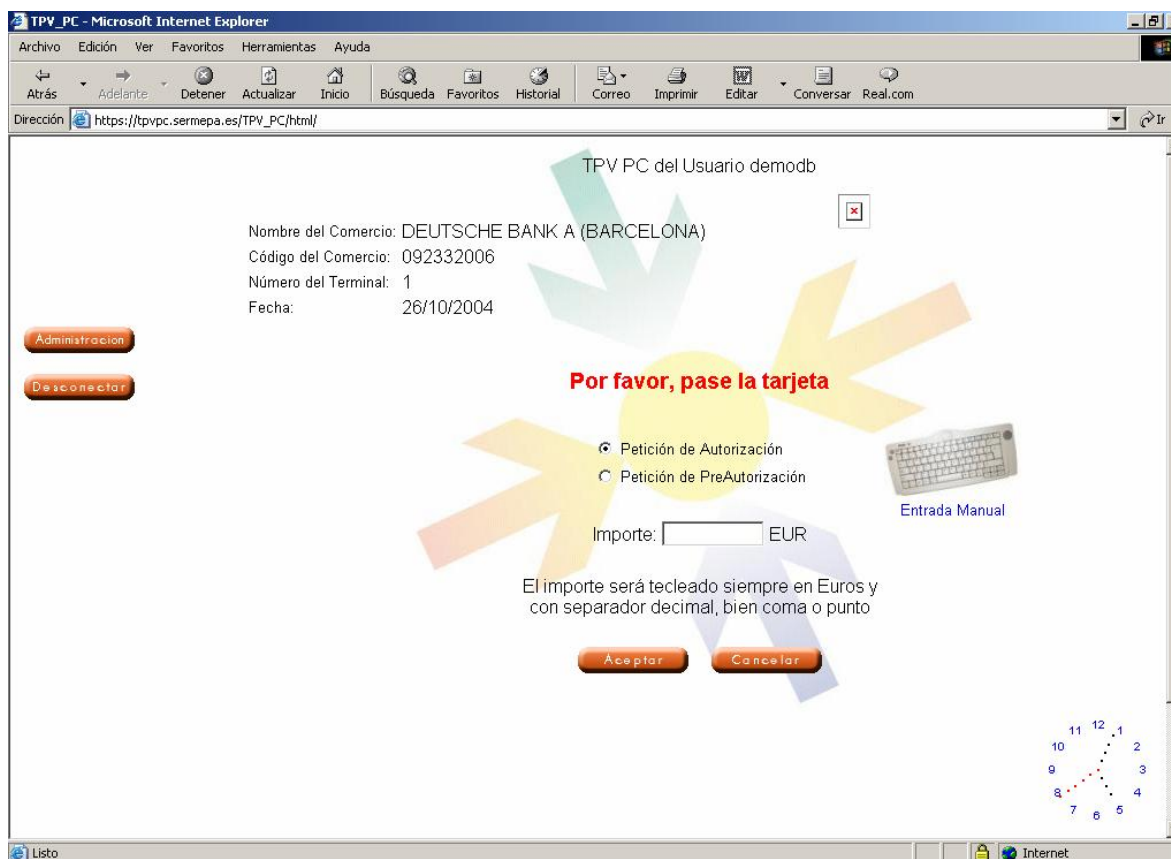 TPV_PC - Microsoft Internet Explorer
Archivo Edición Ver Favoritos Herramientas Ayuda
Atrás Adelante Detener Actualizar Inicio Búsqueda Favoritos Historial Correo Imprimir Editar Conversar Real.com
Dirección https://tpvpc.sermepa.es/TPV_PC/html/ Ir
TPV PC del Usuario demodb
Nombre del Comercio: DEUTSCHE BANK A (BARCELONA)
Código del Comercio: 092332006
Número del Terminal: 1
Fecha: 26/10/2004
Administracion
Desconectar
Por favor, pase la tarjeta
Petición de Autorización
Petición de PreAutorización
Entrada Manual
Importe: EUR
El importe será tecleado siempre en Euros y
con separador decimal, bien coma o punto
Aceptar Cancelar
11 12 1
10 2
9 3
8 4
7 6 5
Listo Internet